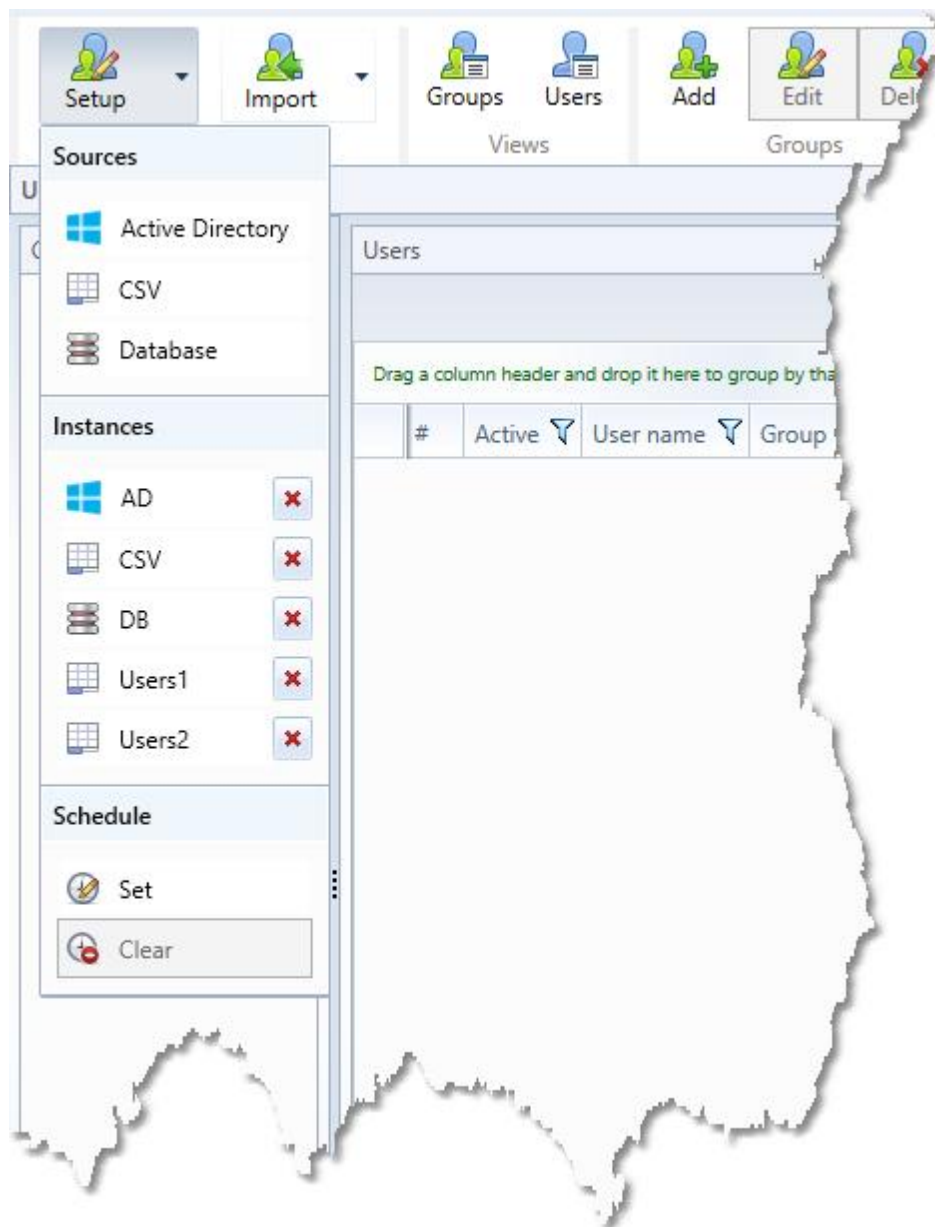 Setup
Import
Groups
Users
Add
Edit
Views
Groups
Sources
Active Directory
CSV
Database
Instances
AD
CSV
DB
Users1
Users2
Schedule
Set
Clear
Users
Drag a column header and drop it here to group by
# Active User name Group